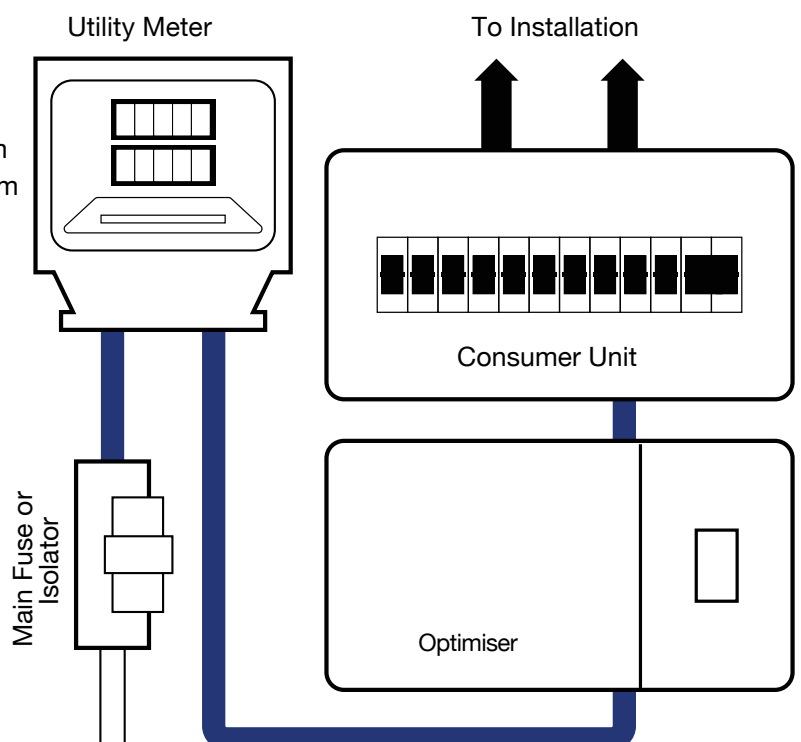 Utility Meter
To Installation
m
Consumer Unit
Main Fuse or
Isolator
Optimiser